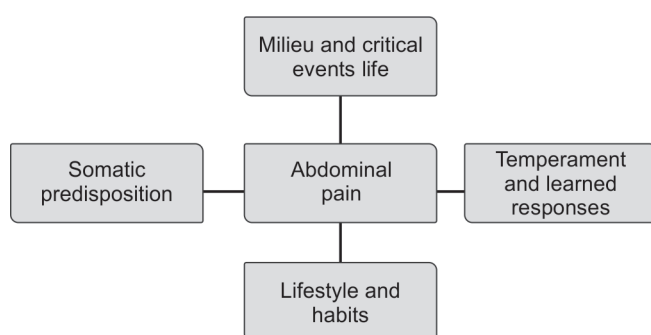 Milieu and critical
events life
Somatic
predisposition
Abdominal
pain
Temperament
and learned
responses
Lifestyle and
habits